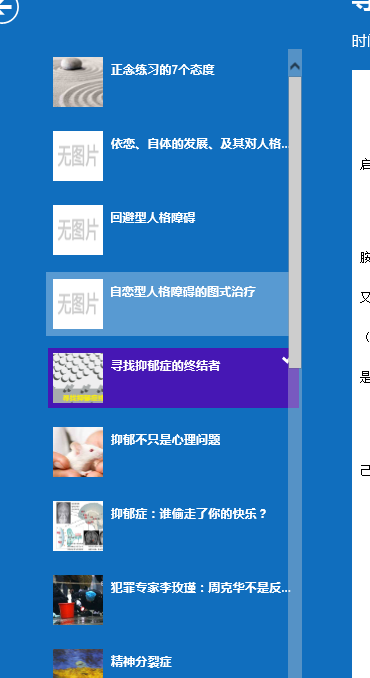 时间
正念练习的7个态度
无图片
依恋、自体的发展、及其对人格...
无图片
回避型人格障碍
无图片
自恋型人格障碍的图式治疗
寻找抑郁症的终结者
抑郁不只是心理问题
抑郁症：谁偷走了你的快乐？
犯罪专家李玫瑾：周克华不是反...
精神分裂症
又
（
是
己